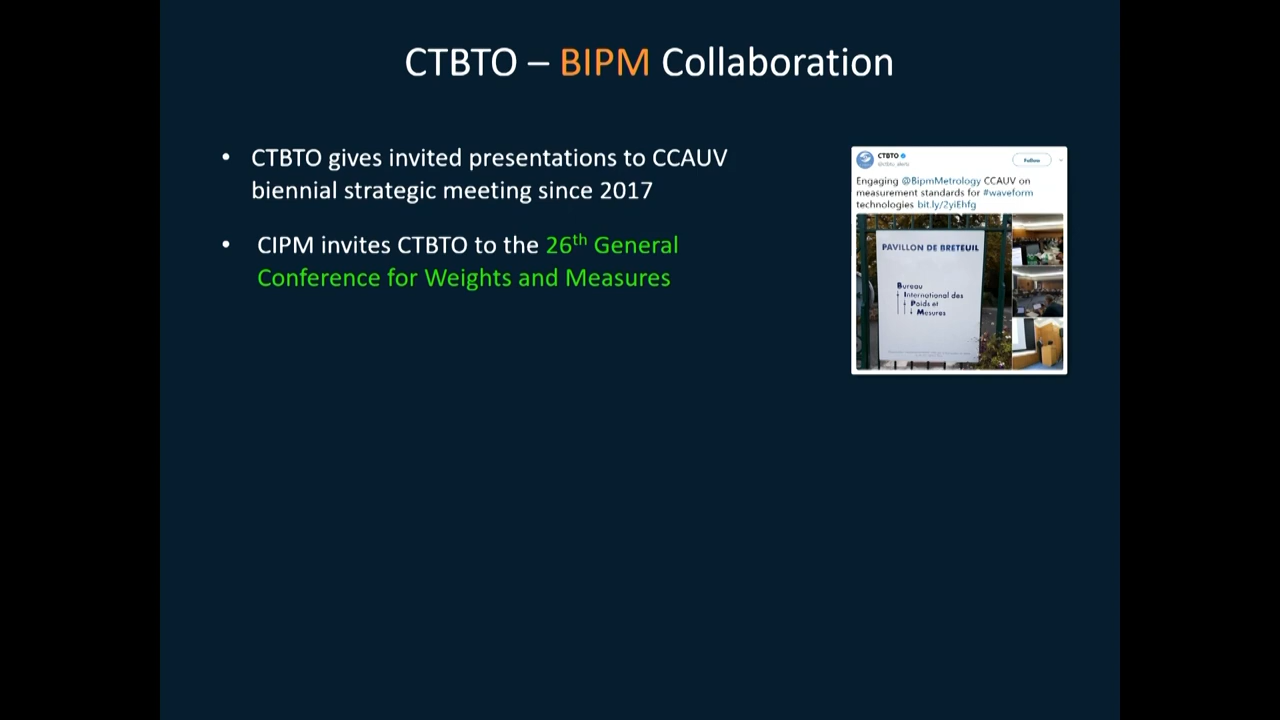 CTBTO – BIPM Collaboration
• CTBTO gives invited presentations to CCAUV
biennial strategic meeting since 2017
• CIPM invites CTBTO to the 26th General
Conference for Weights and Measures
CTBTO
Follow
Engaging @BipmMetrology CCAUV on
measurement standards for #waveform
technologies bit.ly/2yiEhfg
PAVILLON DE BRETEUIL
Bureau
International des
Poids et
Mesures